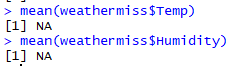 > mean(weathermiss$Temp)
[1] NA
> mean(weathermiss$Humidity)
[1] NA